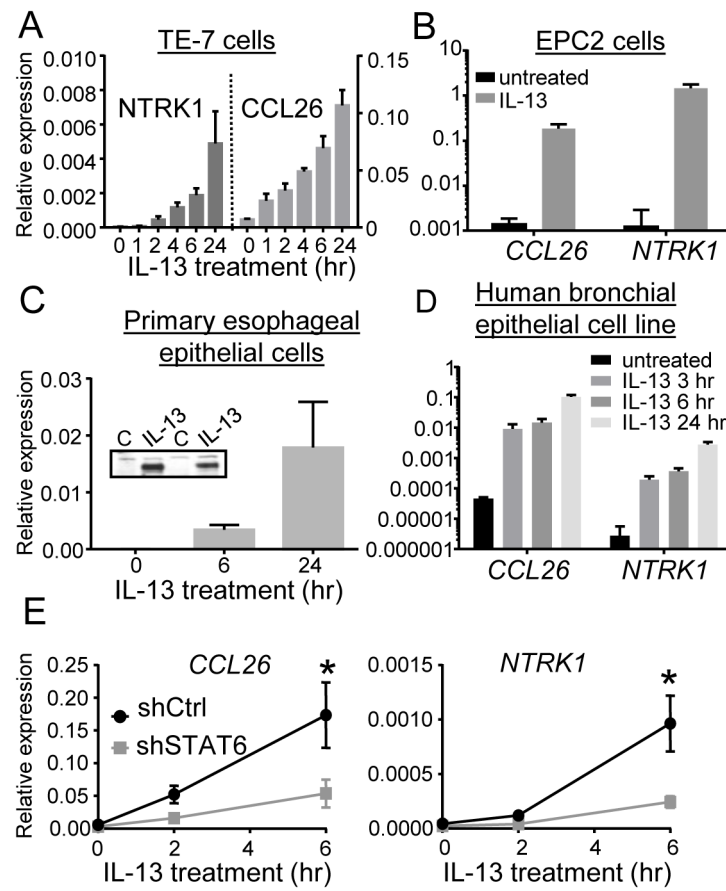 A
TE-7 cells
Relative expression
0.010
0.008
0.006
0.004
0.002
0.000
NTRK1
CCL26
0.15
0.10
0.05
0
0 1 2 4 6 24 0 1 2 4 6 24
IL-13 treatment (hr)
B
EPC2 cells
untreated
IL-13
10
1
0.1
0.01
0.001
CCL26 NTRK1
C
Primary esophageal
epithelial cells
Relative expression
0.03
0.02
0.01
0.00
C IL-13 C IL-13
0 6 24
IL-13 treatment (hr)
D
Human bronchial
epithelial cell line
untreated
IL-13 3 hr
IL-13 6 hr
IL-13 24 hr
1
0.1
0.01
0.001
0.0001
0.00001
0.000001
CCL26 NTRK1
E
Relative expression
0.25
0.20
0.15
0.10
0.05
0.00
CCL26
*
shCtrl
shSTAT6
0 2 4 6
IL-13 treatment (hr)
NTRK1
*
0.0015
0.0010
0.0005
0.0000
0 2 4 6
IL-13 treatment (hr)